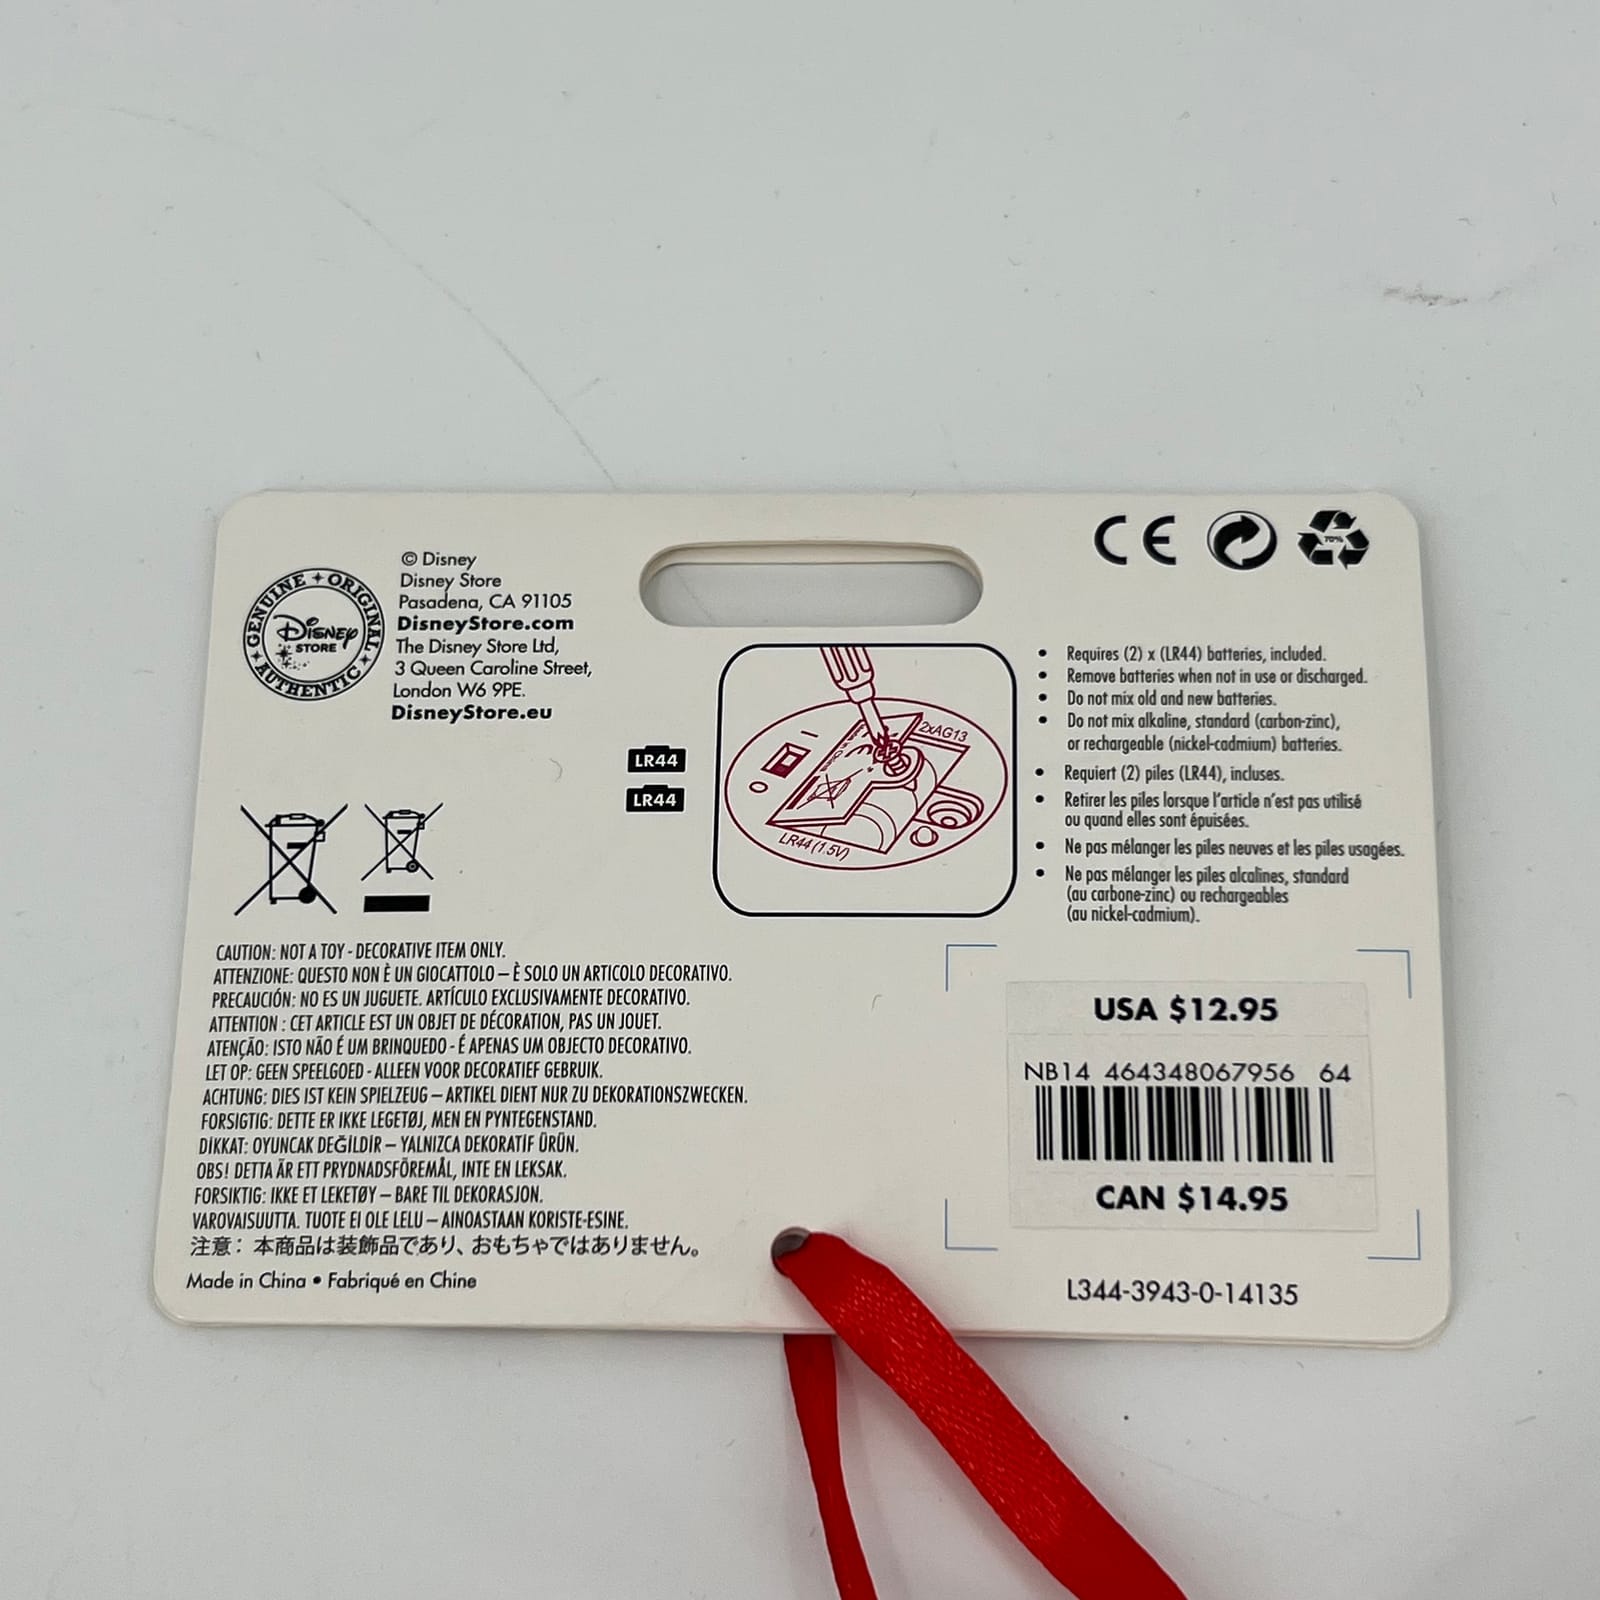 GENUINE ORIGINAL AUTHENTIC
Disney
STORE
© Disney
Disney Store
Pasadena, CA 91105
DisneyStore.com
The Disney Store Ltd,
3 Queen Caroline Street,
London W6 9PE.
DisneyStore.eu
CE
70%
LR44
LR44
2xAG13
LR44 (1.5V)
• Requires (2) x (LR44) batteries, included.
• Remove batteries when not in use or discharged.
• Do not mix old and new batteries.
• Do not mix alkaline, standard (carbon-zinc),
or rechargeable (nickel-cadmium) batteries.
• Requiert (2) piles (LR44), incluses.
• Retirer les piles lorsque l'article n'est pas utilisé
ou quand elles sont épuisées.
• Ne pas mélanger les piles neuves et les piles usagées.
• Ne pas mélanger les piles alcalines, standard
(au carbone-zinc) ou rechargeables
(au nickel-cadmium).
CAUTION: NOT A TOY - DECORATIVE ITEM ONLY.
ATTENZIONE: QUESTO NON È UN GIOCATTOLO – È SOLO UN ARTICOLO DECORATIVO.
PRECAUCIÓN: NO ES UN JUGUETE. ARTÍCULO EXCLUSIVAMENTE DECORATIVO.
ATTENTION : CET ARTICLE EST UN OBJET DE DÉCORATION, PAS UN JOUET.
ATENÇÃO: ISTO NÃO É UM BRINQUEDO - É APENAS UM OBJECTO DECORATIVO.
LET OP: GEEN SPEELGOED - ALLEEN VOOR DECORATIEF GEBRUIK.
ACHTUNG: DIES IST KEIN SPIELZEUG – ARTIKEL DIENT NUR ZU DEKORATIONSZWECKEN.
FORSIGTIG: DETTE ER IKKE LEGETØJ, MEN EN PYNTEGENSTAND.
DIKKAT: OYUNCAK DEĞİLDİR – YALNIZCA DEKORATİF ÜRÜN.
OBS! DETTA ÄR ETT PRYDNADSFÖREMÅL, INTE EN LEKSAK.
FORSIKTIG: IKKE ET LEKETØY – BARE TIL DEKORASJON.
VAROVAISUUTTA. TUOTE EI OLE LELU – AINOASTAAN KORISTE-ESINE.
注意： 本商品は装飾品であり、おもちゃではありません。
Made in China • Fabriqué en Chine
USA $12.95
NB14 464348067956 64
CAN $14.95
L344-3943-0-14135